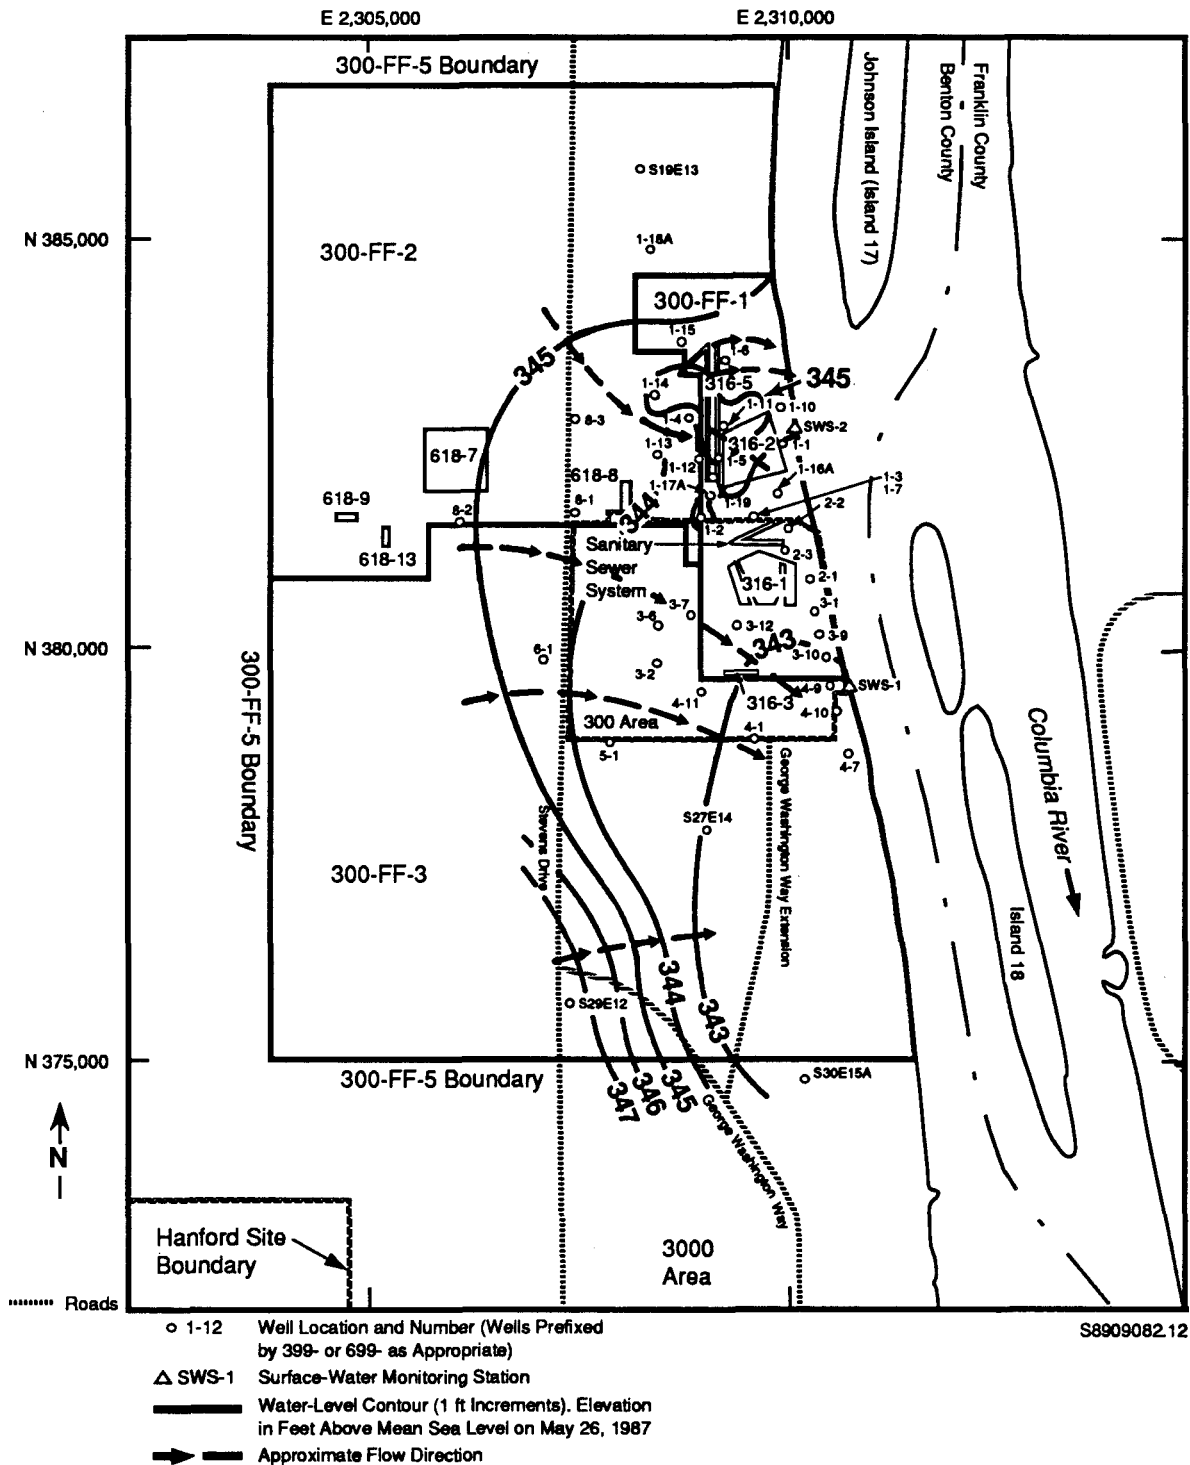 E 2,305,000
E 2,310,000
300-FF-5 Boundary
Johnson Island (Island 17)
Franklin County
Benton County
S19E13
N 385,000
1-18A
300-FF-2
300-FF-1
1-15
1-6
345
316-5
345
1-14
1-11
1-10
8-3
1-4
SWS-2
316-2
1-1
618-7
1-13
1-12
1-5
1-16A
1-3
1-7
618-8
1-17A
618-9
8-1
344
1-19
2-2
8-2
1-2
618-13
Sanitary
Sewer
System
2-3
316-1
2-1
3-7
3-1
3-6
3-12
3-9
343
3-10
N 380,000
6-1
3-2
4-9
SWS-1
4-11
316-3
4-10
300 Area
4-1
5-1
4-7
300-FF-5 Boundary
George Washington Way Extension
Columbia River
Stevens Drive
S27E14
300-FF-3
Island 18
344
343
S29E12
N 375,000
300-FF-5 Boundary
S30E15A
347
346
345
George Washington Way
N
Hanford Site
Boundary
3000
Area
Roads
S8909082.12
1-12 Well Location and Number (Wells Prefixed
by 399- or 699- as Appropriate)
SWS-1 Surface-Water Monitoring Station
Water-Level Contour (1 ft Increments). Elevation
in Feet Above Mean Sea Level on May 26, 1987
Approximate Flow Direction